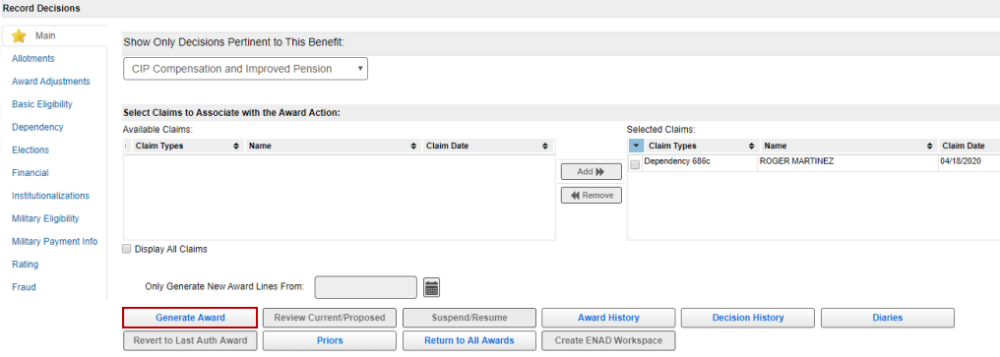 Record Decisions
Main
Allotments
Award Adjustments
Basic Eligibility
Dependency
Elections
Financial
Institutionalizations
Military Eligibility
Military Payment Info
Rating
Fraud
Show Only Decisions Pertinent to This Benefit:
CIP Compensation and Improved Pension
Select Claims to Associate with the Award Action:
Available Claims:
Claim Types Name Claim Date
Add
Remove
Selected Claims:
Claim Types Name Claim Date
Dependency 686c ROGER MARTINEZ 04/18/2020
Display All Claims
Only Generate New Award Lines From:
Generate Award Review Current/Proposed Suspend/Resume Award History Decision History Diaries
Revert to Last Auth Award Priors Return to All Awards Create ENAD Workspace